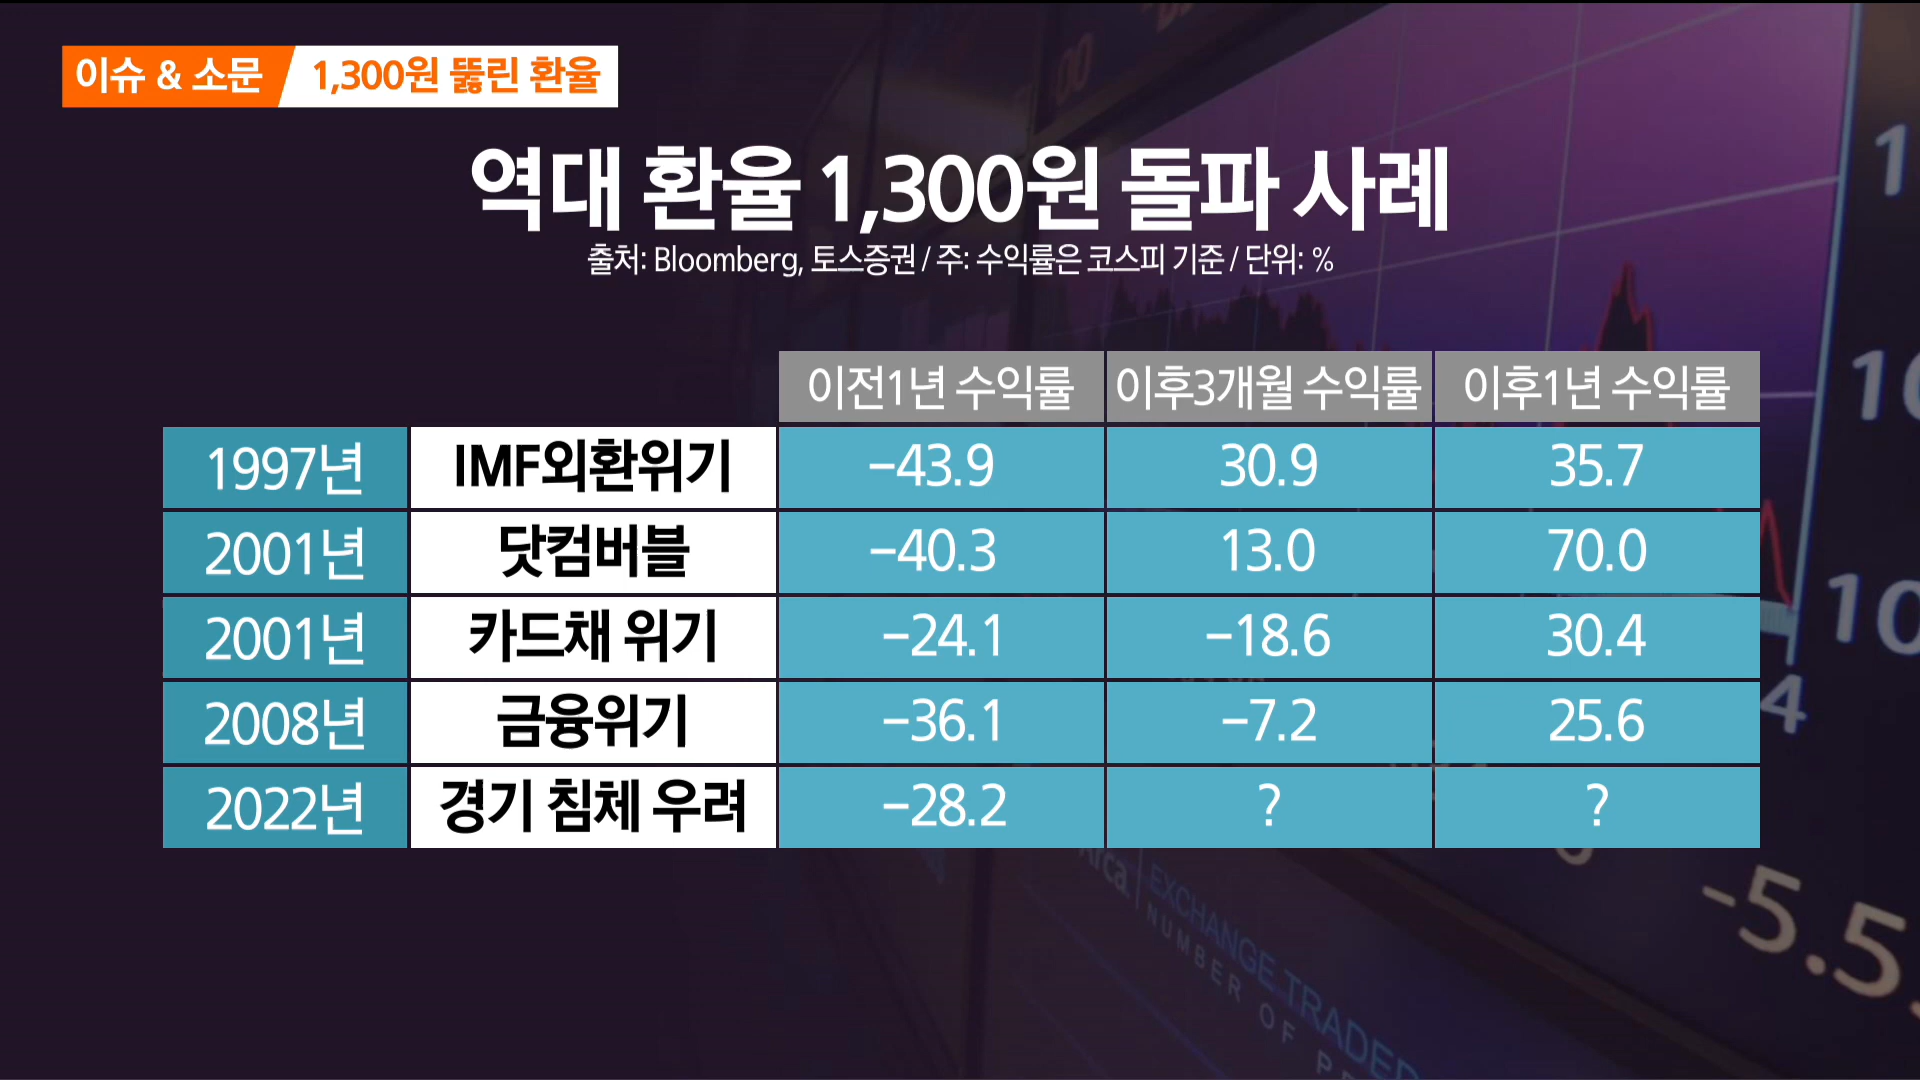 이슈 & 소문 1,300원 뚫린 환율
역대 환율 1,300원 돌파 사례
출처: Bloomberg, 토스증권 / 주: 수익률은 코스피 기준 / 단위: %
이전1년 수익률 이후3개월 수익률 이후1년 수익률
1997년 IMF외환위기 -43.9 30.9 35.7
2001년 닷컴버블 -40.3 13.0 70.0
2001년 카드채 위기 -24.1 -18.6 30.4
2008년 금융위기 -36.1 -7.2 25.6
2022년 경기 침체 우려 -28.2 ? ?
EXCHANGE TRADED
NUMBER OF
-5.5